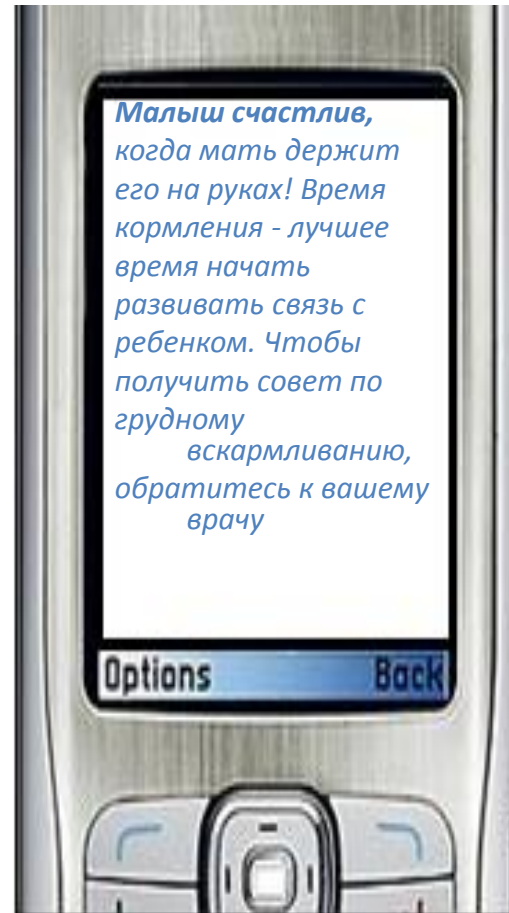 Малыш счастлив,
когда мать держит
его на руках! Время
кормления - лучшее
время начать
развивать связь с
ребенком. Чтобы
получить совет по
грудному
вскармливанию,
обратитесь к вашему
врачу
Options Back